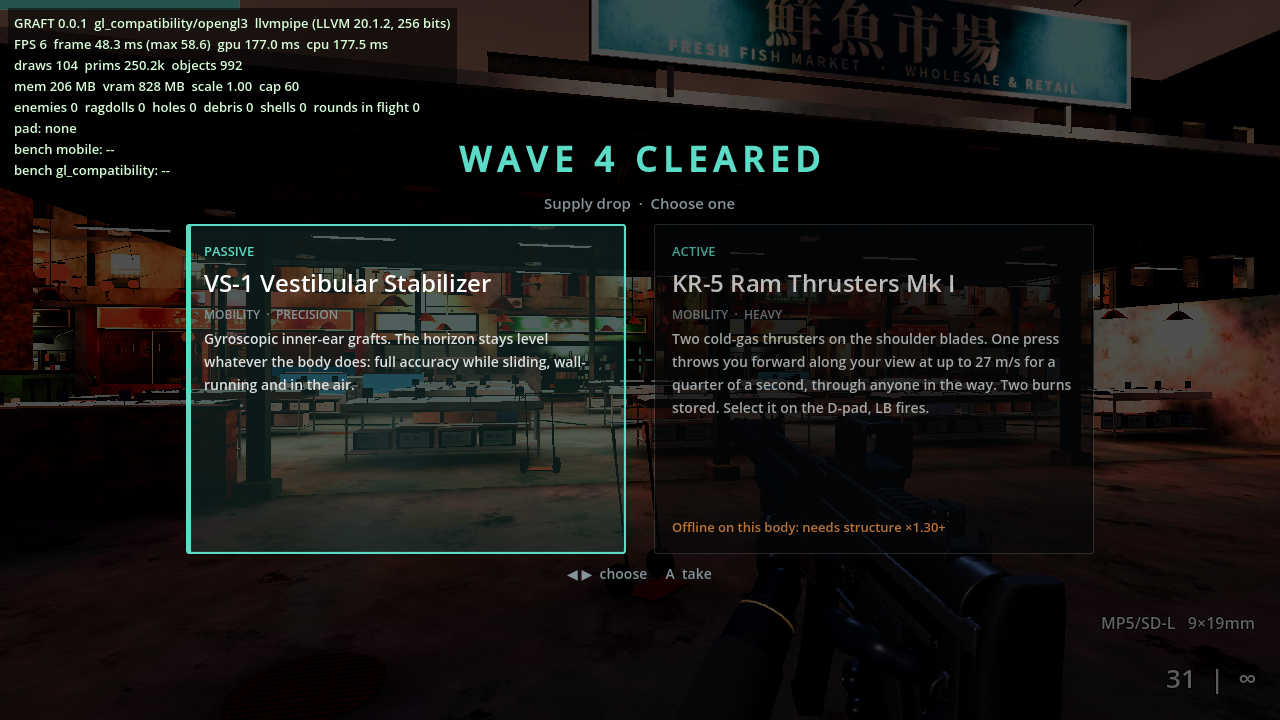 GRAFT 0.0.1  gl_compatibility/opengl3  llvmpipe (LLVM 20.1.2, 256 bits)
FPS 6  frame 48.3 ms (max 58.6)  gpu 177.0 ms  cpu 177.5 ms
draws 104  prims 250.2k  objects 992
mem 206 MB  vram 828 MB  scale 1.00  cap 60
enemies 0  ragdolls 0  holes 0  debris 0  shells 0  rounds in flight 0
pad: none
bench mobile: --
bench gl_compatibility: --
鮮魚市場
FRESH FISH MARKET · WHOLESALE & RETAIL
WAVE 4 CLEARED
Supply drop · Choose one
PASSIVE
VS-1 Vestibular Stabilizer
MOBILITY · PRECISION
Gyroscopic inner-ear grafts. The horizon stays level
whatever the body does: full accuracy while sliding, wall-
running and in the air.
ACTIVE
KR-5 Ram Thrusters Mk I
MOBILITY · HEAVY
Two cold-gas thrusters on the shoulder blades. One press
throws you forward along your view at up to 27 m/s for a
quarter of a second, through anyone in the way. Two burns
stored. Select it on the D-pad, LB fires.
Offline on this body: needs structure ×1.30+
◀ ▶ choose A take
MP5/SD-L 9×19mm
31 | ∞